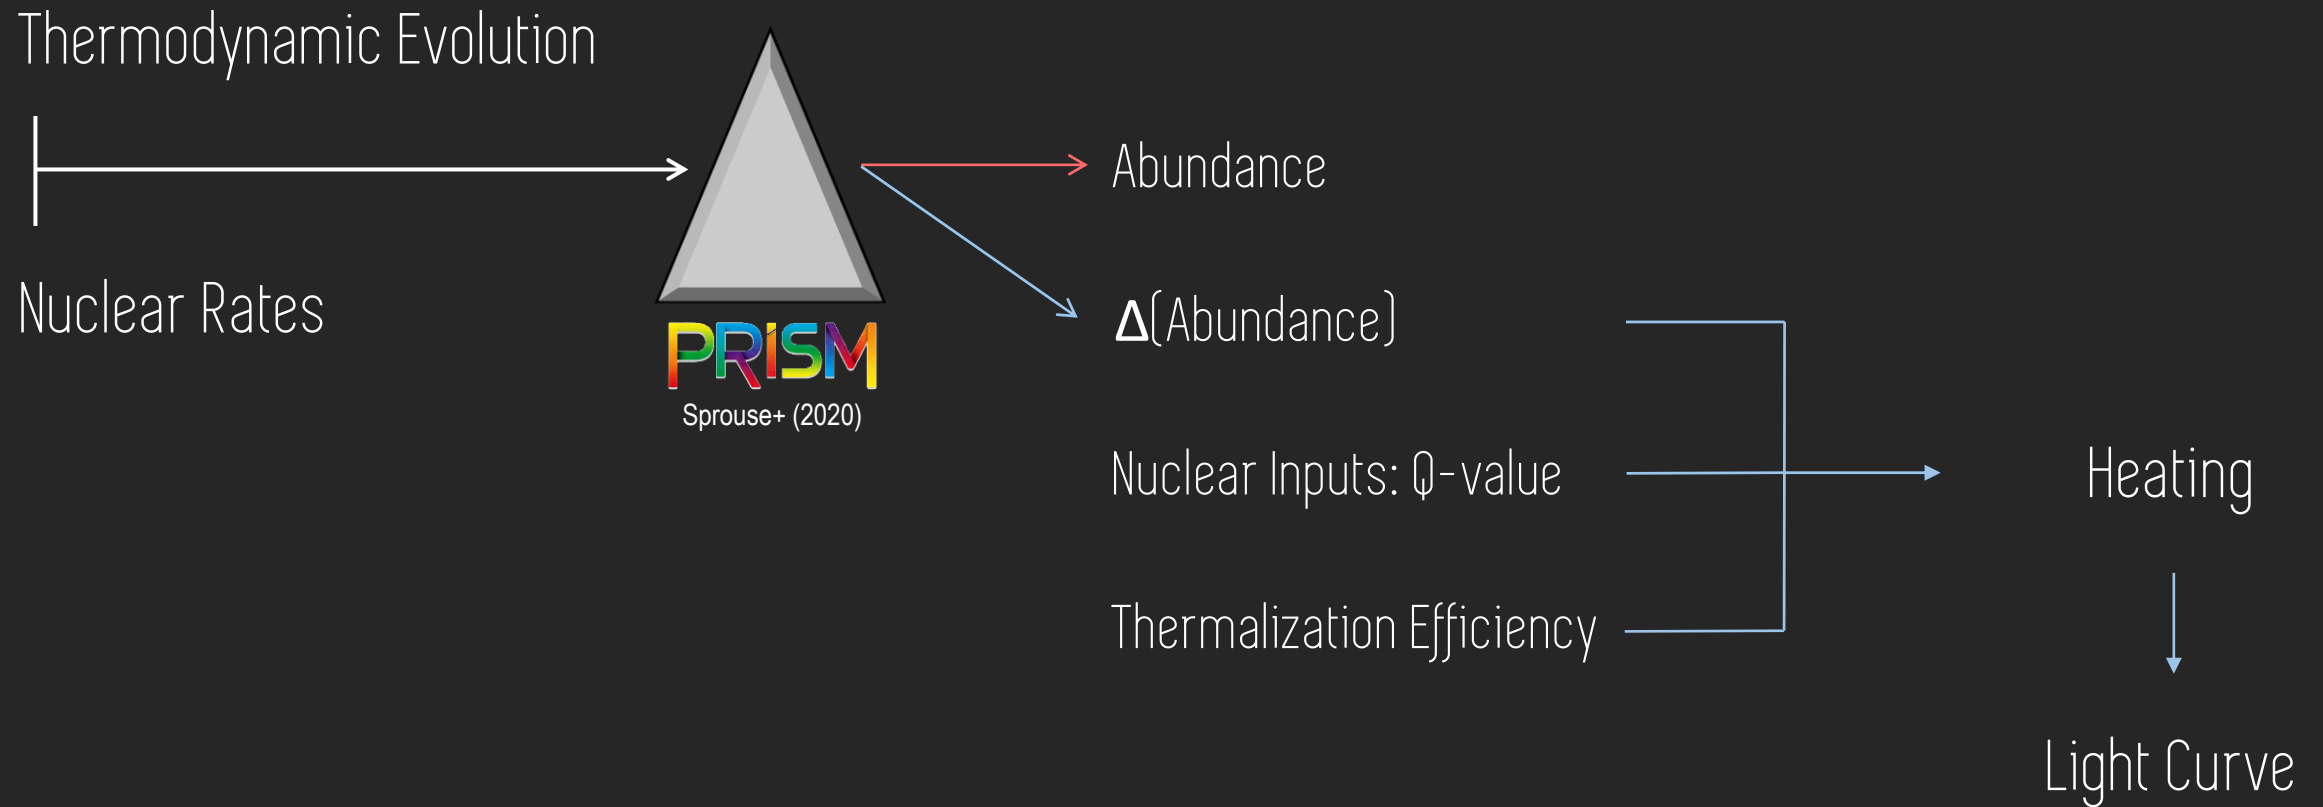 Thermodynamic Evolution
Nuclear Rates
PRISM
Sprouse+ (2020)
Abundance
Δ(Abundance)
Nuclear Inputs: Q-value
Thermalization Efficiency
Heating
Light Curve